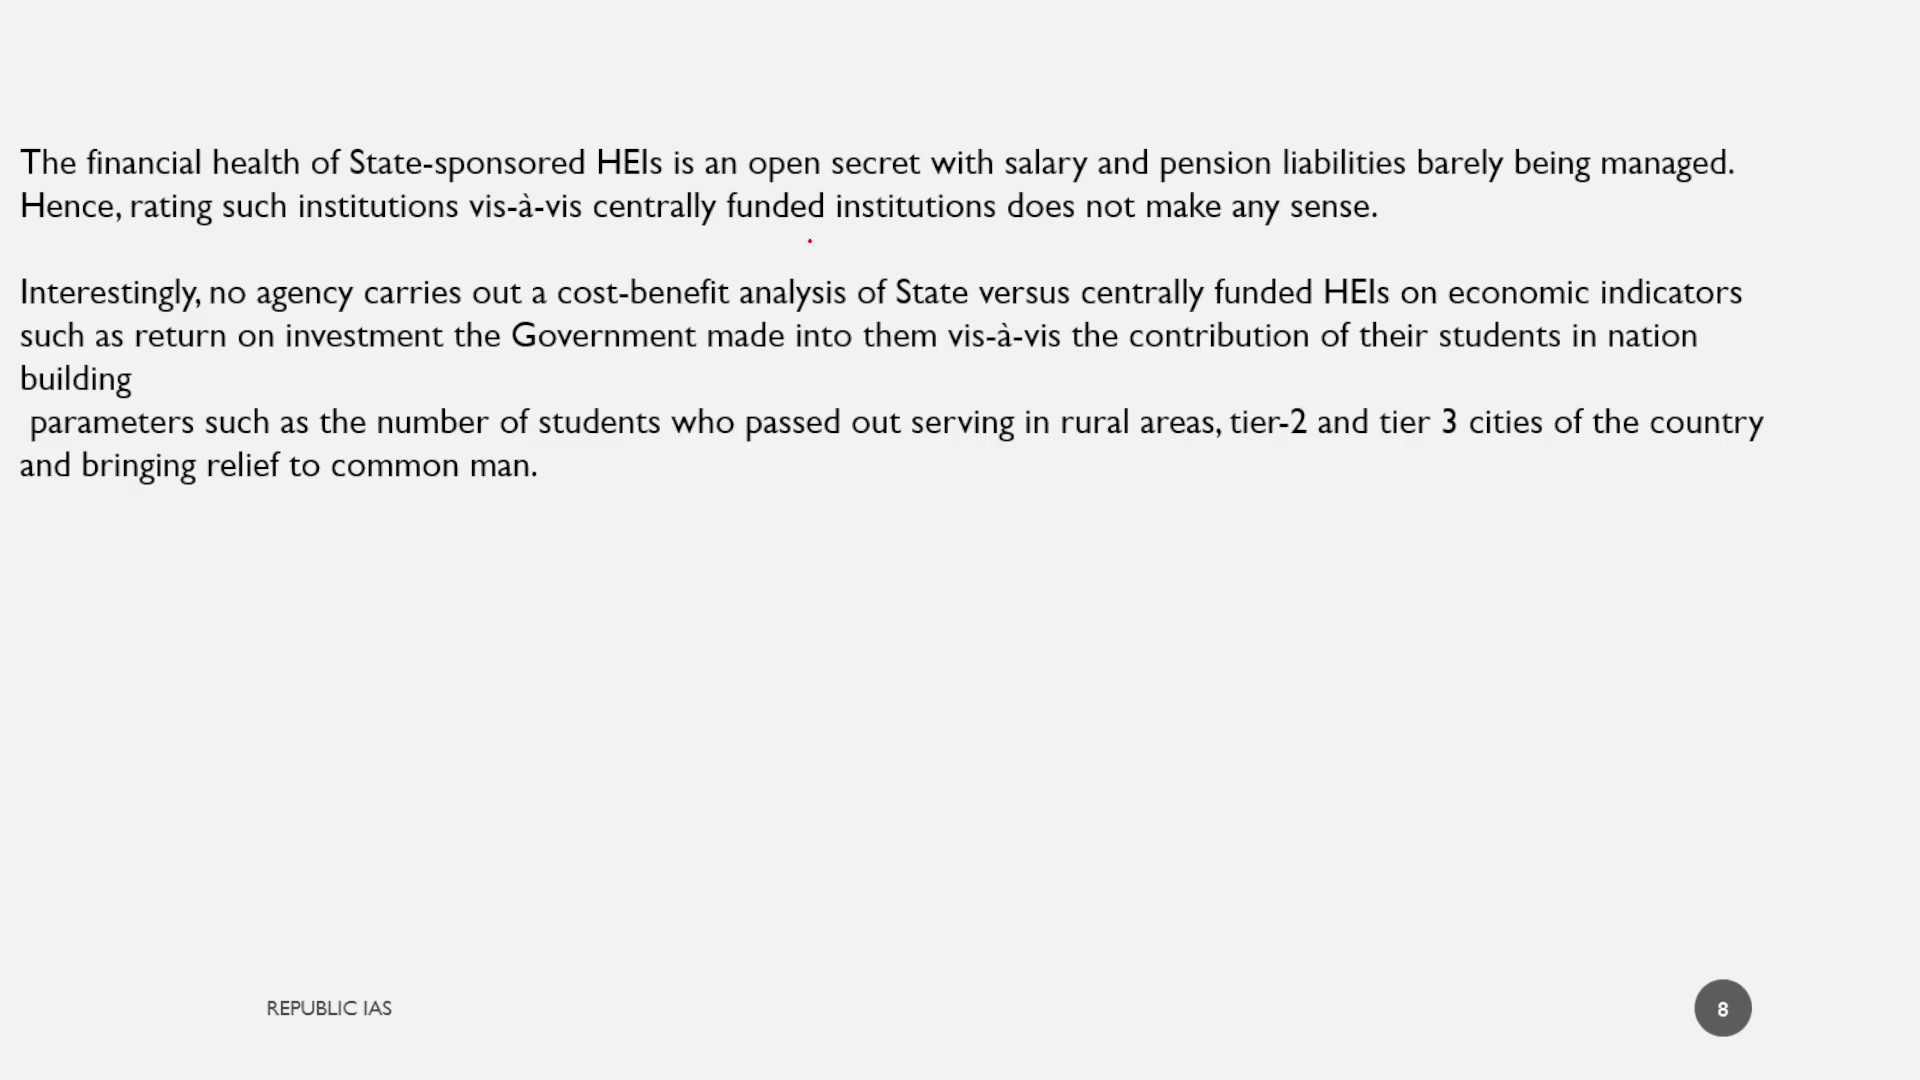 The financial health of State-sponsored HEIs is an open secret with salary and pension liabilities barely being managed.
Hence, rating such institutions vis-à-vis centrally funded institutions does not make any sense.
Interestingly, no agency carries out a cost-benefit analysis of State versus centrally funded HEIs on economic indicators
such as return on investment the Government made into them vis-à-vis the contribution of their students in nation
building
parameters such as the number of students who passed out serving in rural areas, tier-2 and tier 3 cities of the country
and bringing relief to common man.
REPUBLIC IAS
8